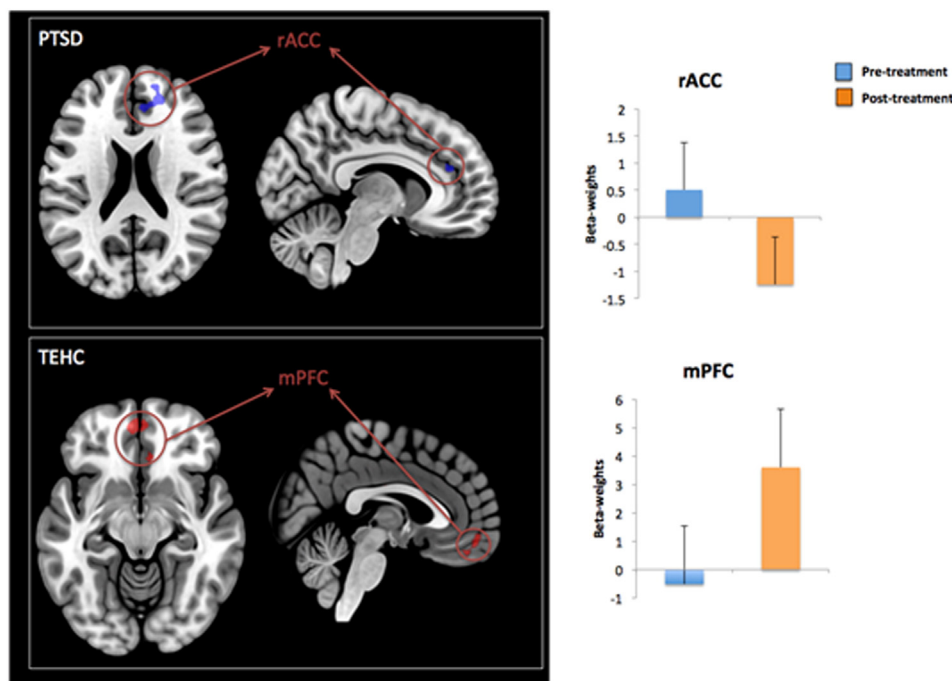 PTSD
rACC
TEHC
mPFC
Pre-treatment
Post-treatment
rACC
Beta-weights
2
1.5
1
0.5
0
-0.5
-1
-1.5
mPFC
Beta-weights
6
5
4
3
2
1
0
-1